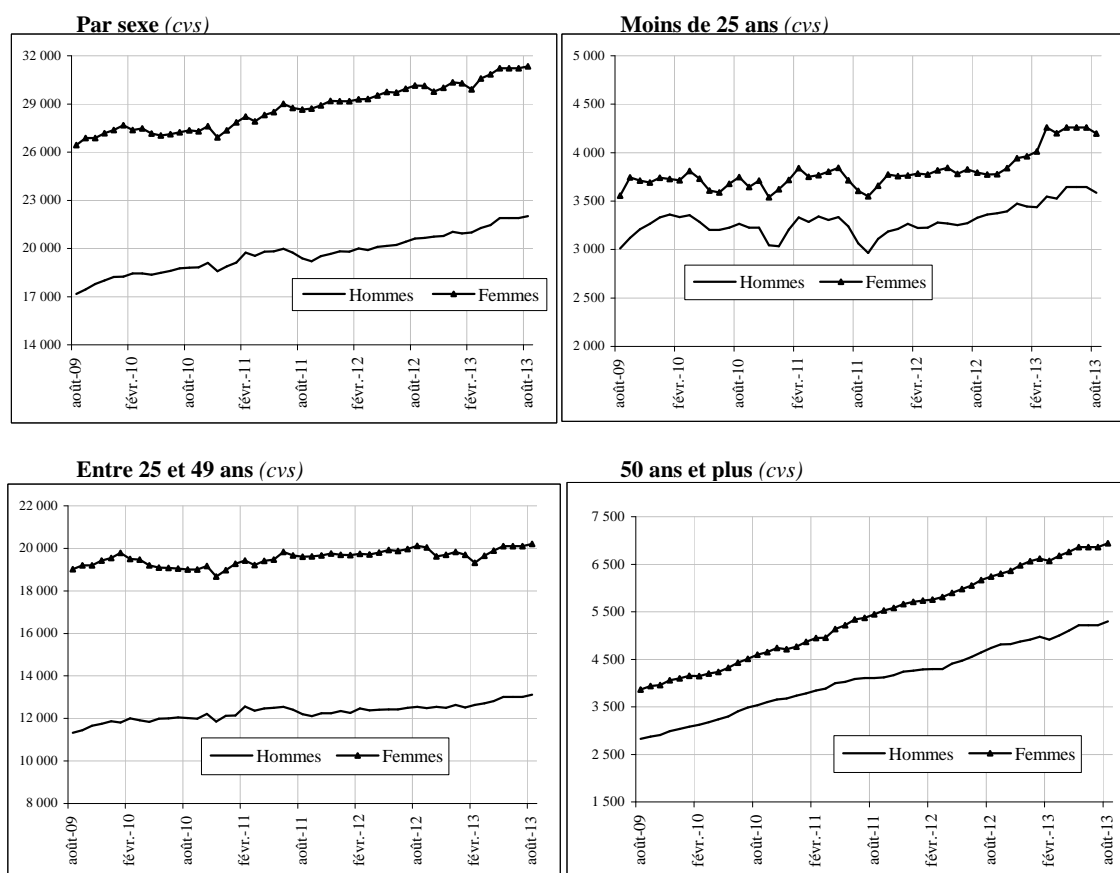 Par sexe (cvs)
32 000
29 000
26 000
23 000
20 000
17 000
14 000
Hommes Femmes
août-09 févr.-10 août-10 févr.-11 août-11 févr.-12 août-12 févr.-13 août-13
Moins de 25 ans (cvs)
5 000
4 500
4 000
3 500
3 000
2 500
2 000
Hommes Femmes
août-09 févr.-10 août-10 févr.-11 août-11 févr.-12 août-12 févr.-13 août-13
Entre 25 et 49 ans (cvs)
22 000
20 000
18 000
16 000
14 000
12 000
10 000
8 000
Hommes Femmes
août-09 févr.-10 août-10 févr.-11 août-11 févr.-12 août-12 févr.-13 août-13
50 ans et plus (cvs)
7 500
6 500
5 500
4 500
3 500
2 500
1 500
Hommes Femmes
août-09 févr.-10 août-10 févr.-11 août-11 févr.-12 août-12 févr.-13 août-13